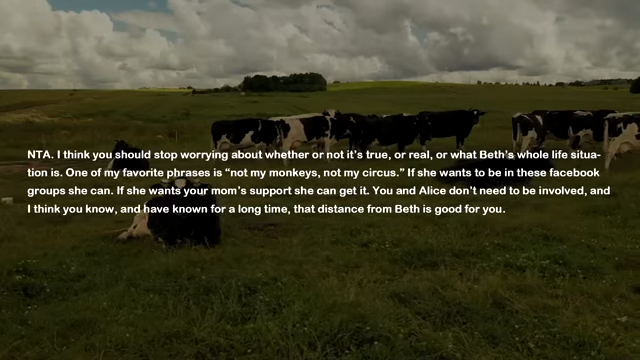 NTA. I think you should stop worrying about whether or not it's true, or real, or what Beth's whole life situa-
tion is. One of my favorite phrases is “not my monkeys, not my circus.” If she wants to be in these facebook
groups she can. If she wants your mom's support she can get it. You and Alice don't need to be involved, and
I think you know, and have known for a long time, that distance from Beth is good for you.